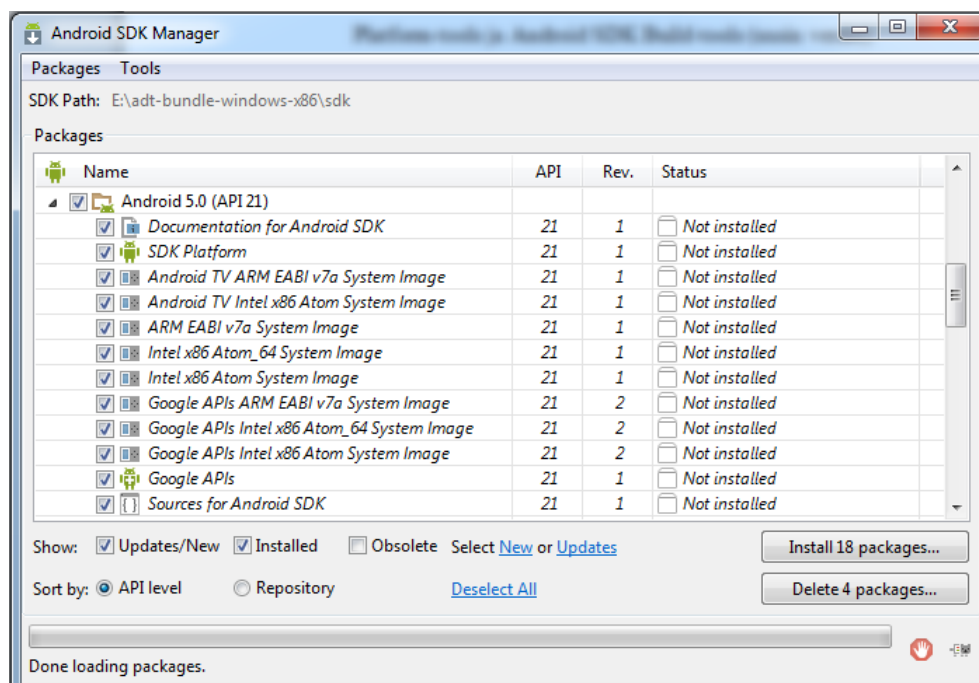 Android SDK Manager
Packages Tools
SDK Path: E:\adt-bundle-windows-x86\sdk
Packages
Name API Rev. Status
Android 5.0 (API 21)
Documentation for Android SDK 21 1 Not installed
SDK Platform 21 1 Not installed
Android TV ARM EABI v7a System Image 21 1 Not installed
Android TV Intel x86 Atom System Image 21 1 Not installed
ARM EABI v7a System Image 21 1 Not installed
Intel x86 Atom_64 System Image 21 1 Not installed
Intel x86 Atom System Image 21 1 Not installed
Google APIs ARM EABI v7a System Image 21 2 Not installed
Google APIs Intel x86 Atom_64 System Image 21 2 Not installed
Google APIs Intel x86 Atom System Image 21 2 Not installed
Google APIs 21 1 Not installed
Sources for Android SDK 21 1 Not installed
Show: Updates/New Installed Obsolete Select New or Updates Install 18 packages...
Sort by: API level Repository Deselect All Delete 4 packages...
Done loading packages.